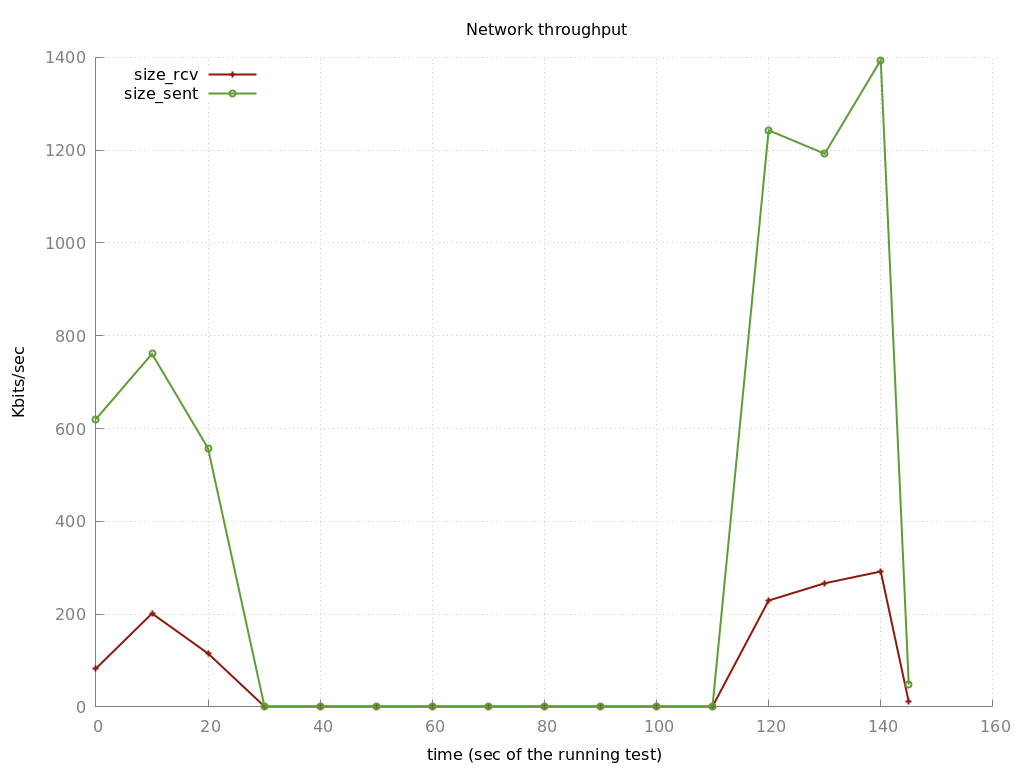 Network throughput
size_rcv
size_sent
1400
1200
1000
800
600
400
200
0
Kbits/sec
0 20 40 60 80 100 120 140 160
time (sec of the running test)